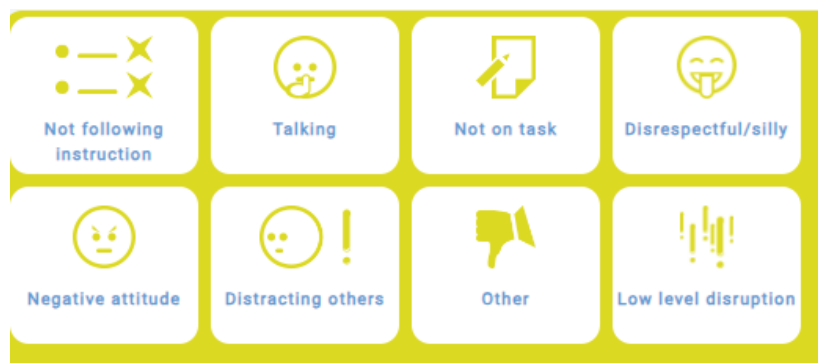 Not following
instruction
Talking
Not on task
Disrespectful/silly
Negative attitude
Distracting others
Other
Low level disruption